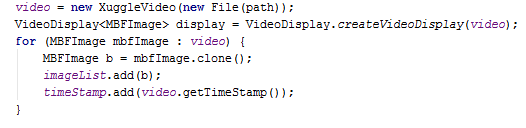 video = new XuggleVideo(new File(path));
VideoDisplay<MBFImage> display = VideoDisplay.createVideoDisplay(video);
for (MBFImage mbfImage : video) {
    MBFImage b = mbfImage.clone();
    imageList.add(b);
    timeStamp.add(video.getTimeStamp());
}